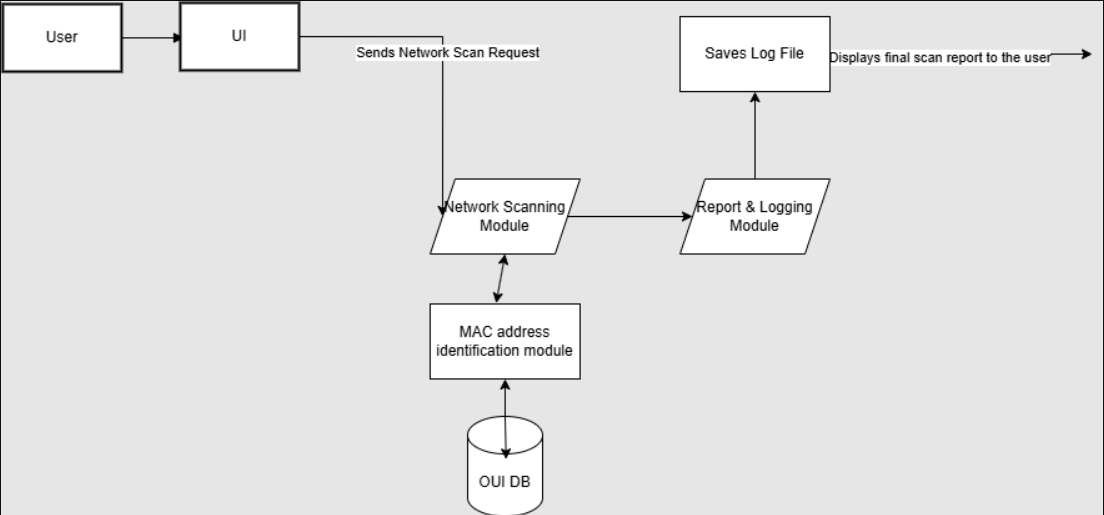 User
UI
Sends Network Scan Request
Saves Log File
Displays final scan report to the user
Network Scanning
Module
Report & Logging
Module
MAC address
identification module
OUI DB